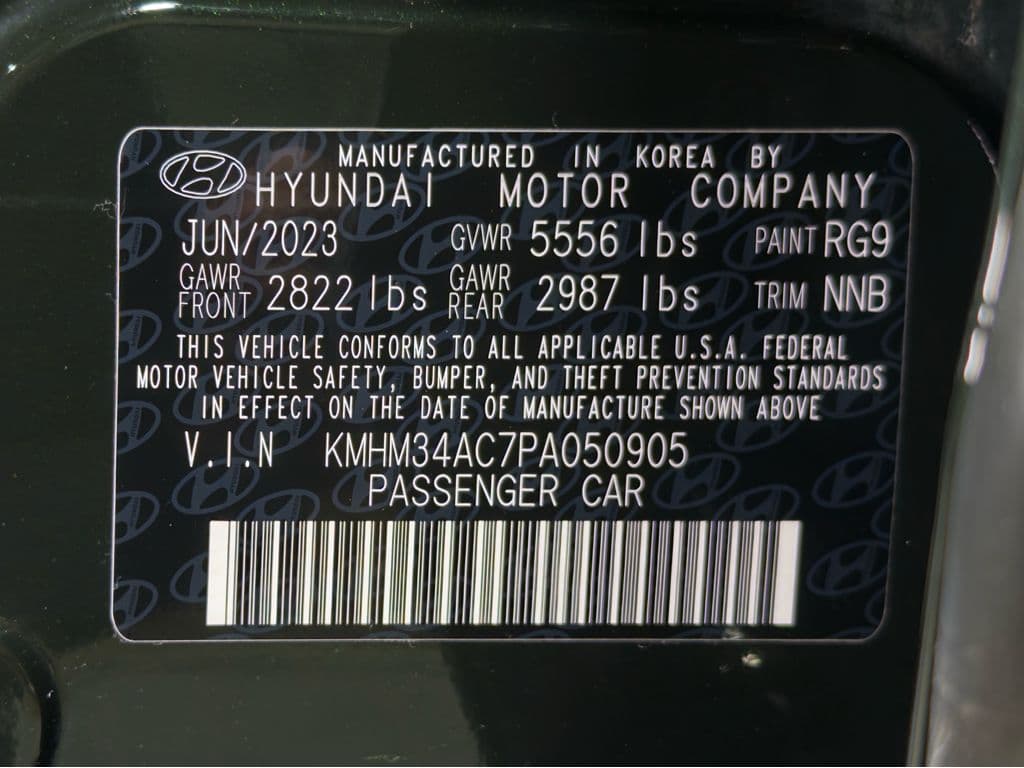 MANUFACTURED IN KOREA BY
HYUNDAI MOTOR COMPANY
JUN/2023 GVWR 5556 lbs PAINT RG9
GAWR FRONT 2822 lbs GAWR REAR 2987 lbs TRIM NNB
THIS VEHICLE CONFORMS TO ALL APPLICABLE U.S.A. FEDERAL
MOTOR VEHICLE SAFETY, BUMPER, AND THEFT PREVENTION STANDARDS
IN EFFECT ON THE DATE OF MANUFACTURE SHOWN ABOVE
V.I.N KMHM34AC7PA050905
PASSENGER CAR